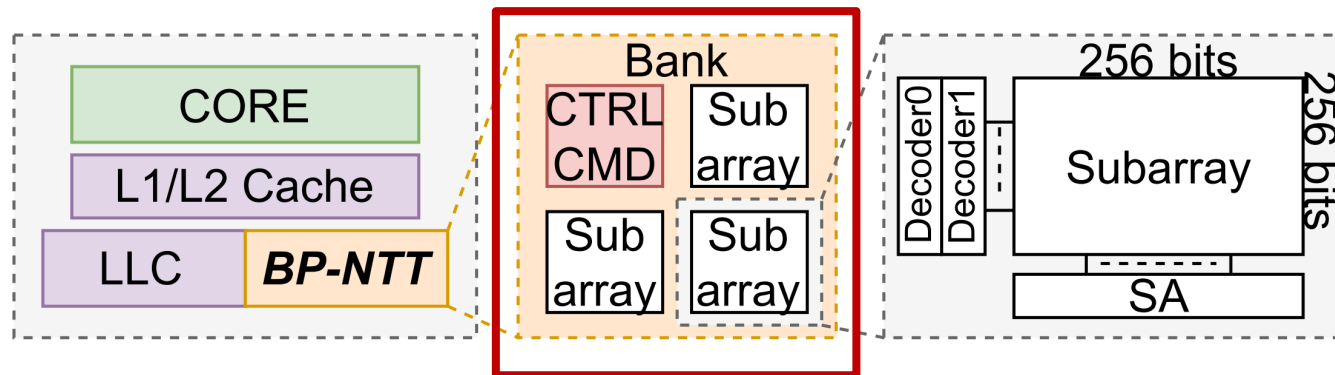 CORE
L1/L2 Cache
LLC
BP-NTT
Bank
CTRL
CMD
Sub
array
Sub
array
Sub
array
256 bits
256 bits
Decoder0
Decoder1
Subarray
SA